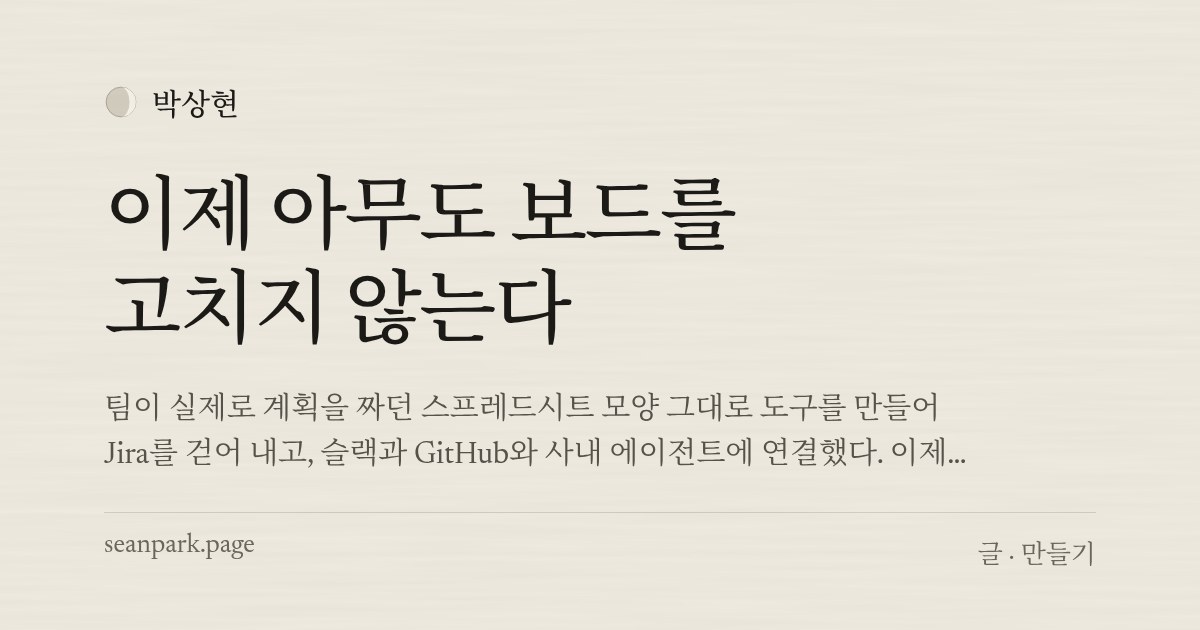 박상현
이제 아무도 보드를
고치지 않는다
팀이 실제로 계획을 짜던 스프레드시트 모양 그대로 도구를 만들어
Jira를 걷어 내고, 슬랙과 GitHub와 사내 에이전트에 연결했다. 이제...
seanpark.page
글 · 만들기